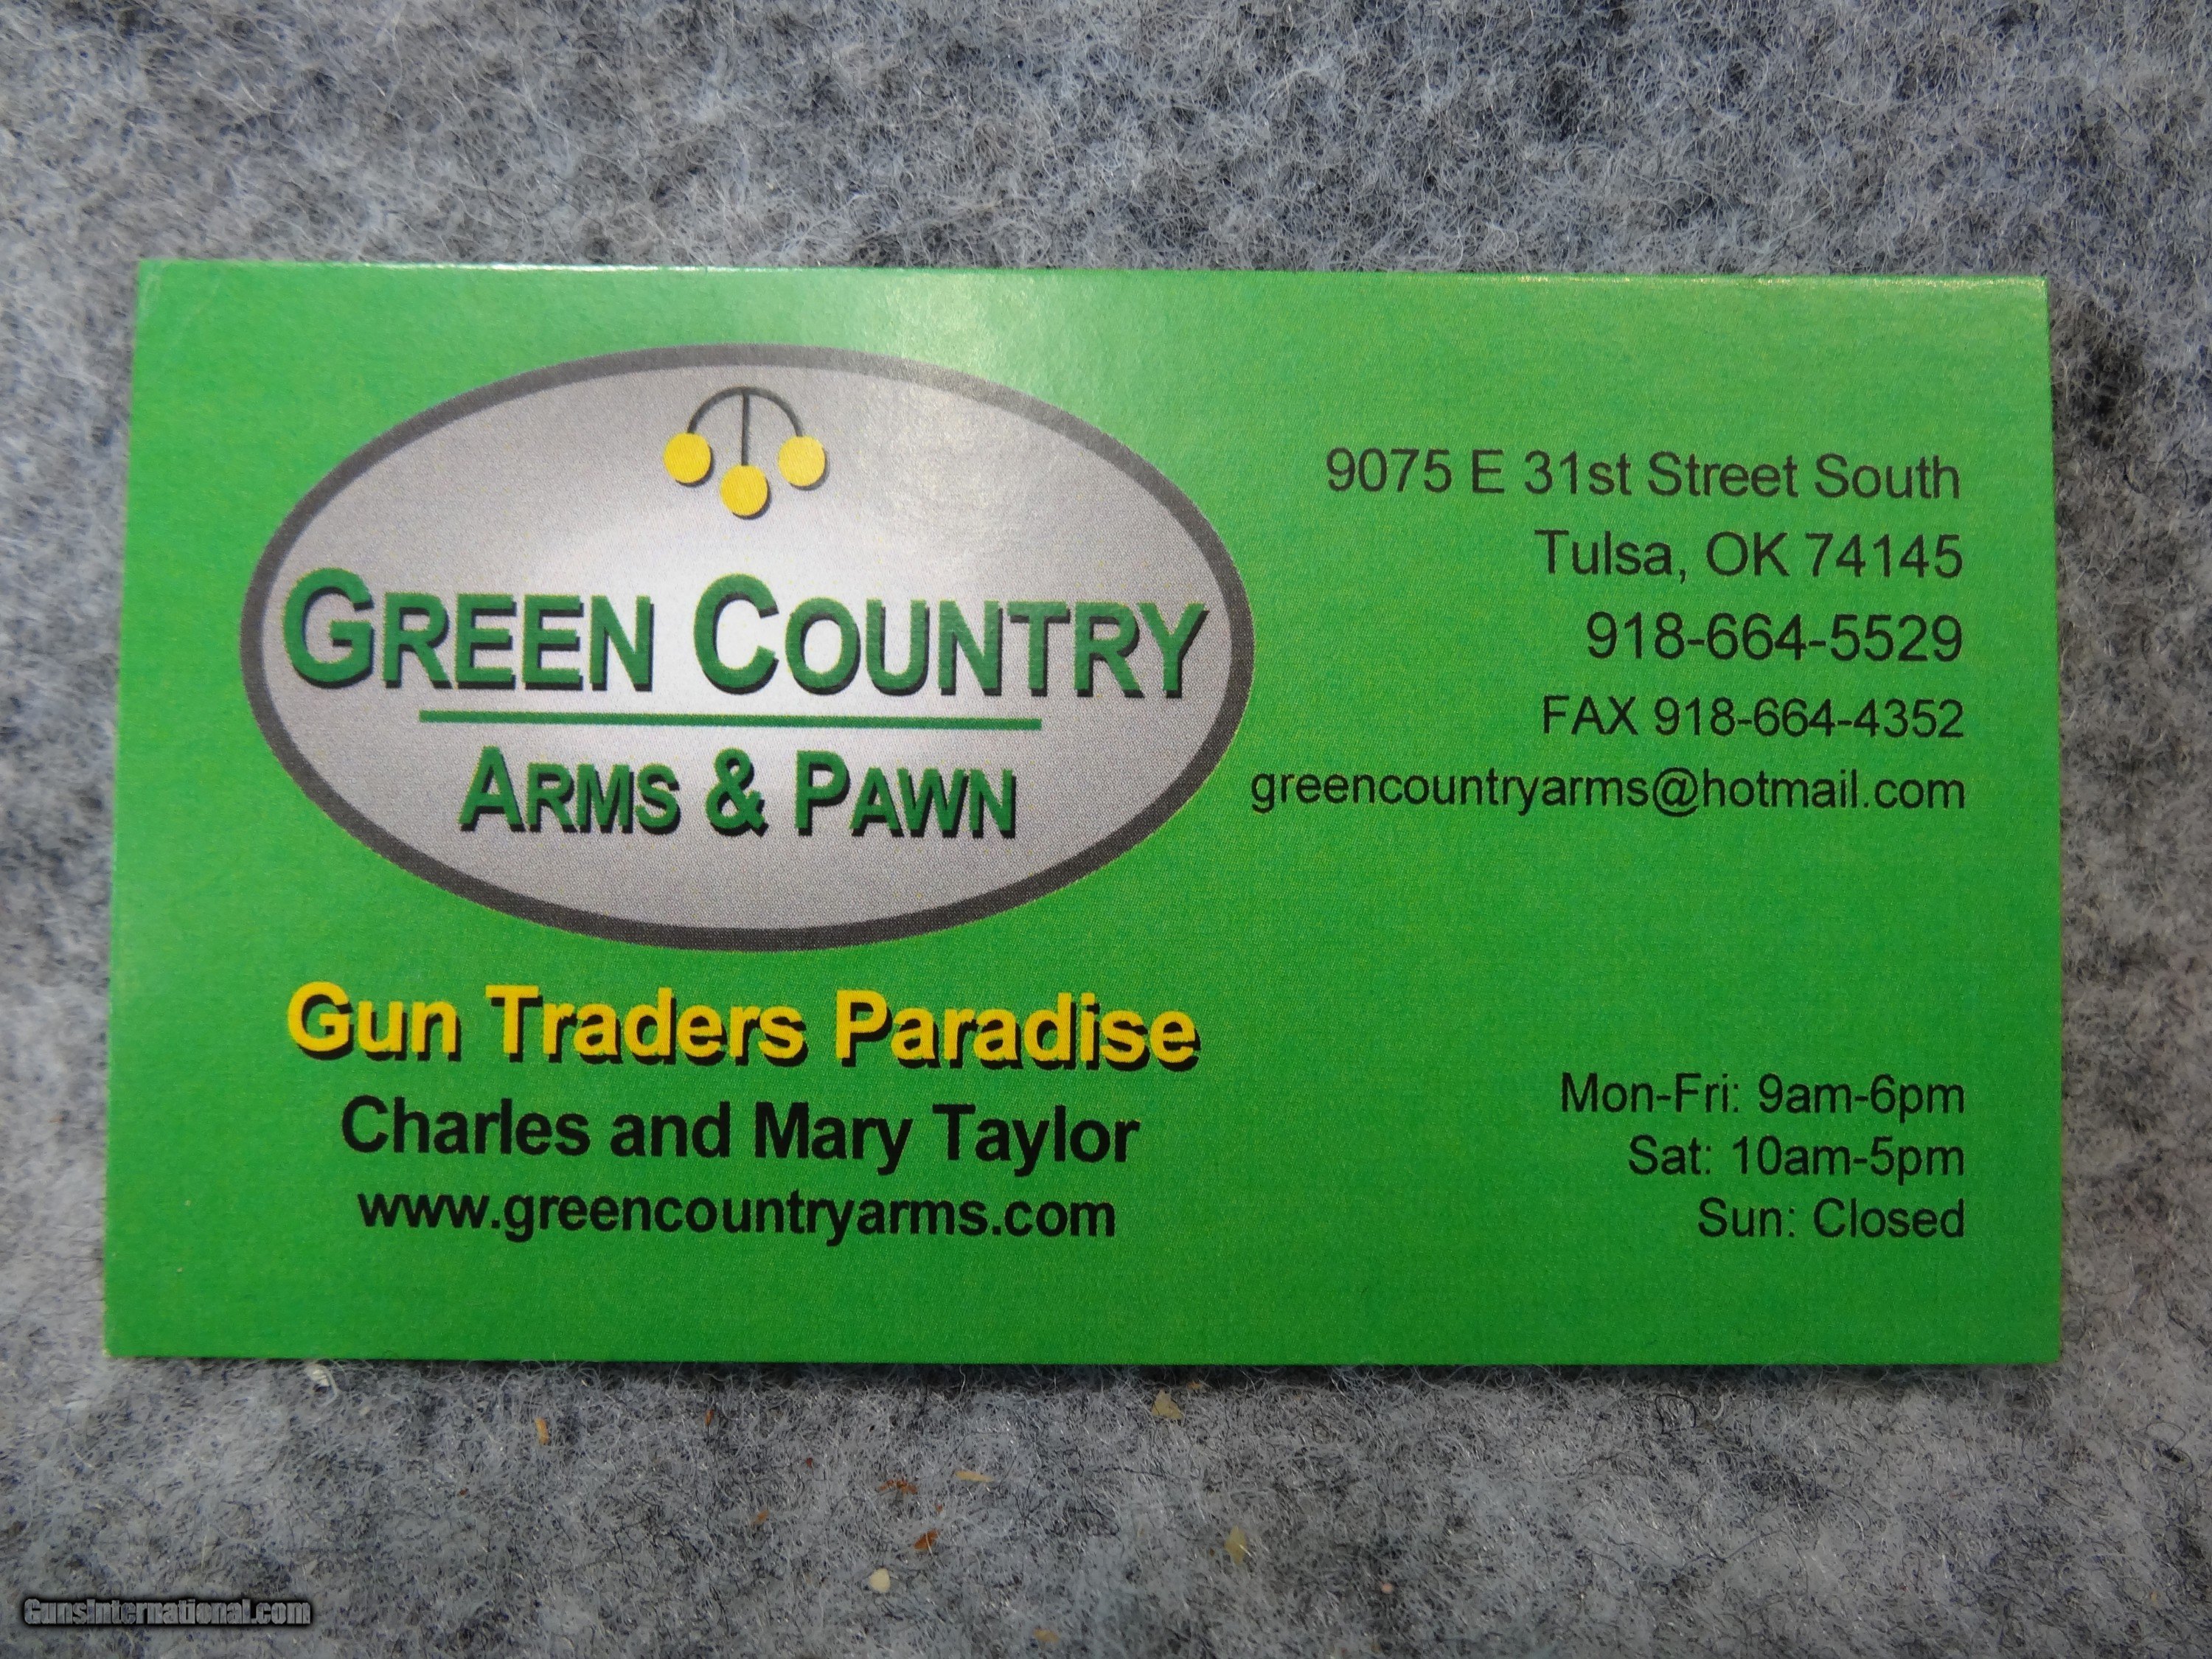 GREEN COUNTRY
ARMS & PAWN
Gun Traders Paradise
Charles and Mary Taylor
www.greencountryarms.com
9075 E 31st Street South
Tulsa, OK 74145
918-664-5529
FAX 918-664-4352
greencountryarms@hotmail.com
Mon-Fri: 9am-6pm
Sat: 10am-5pm
Sun: Closed
GunsInternational.com